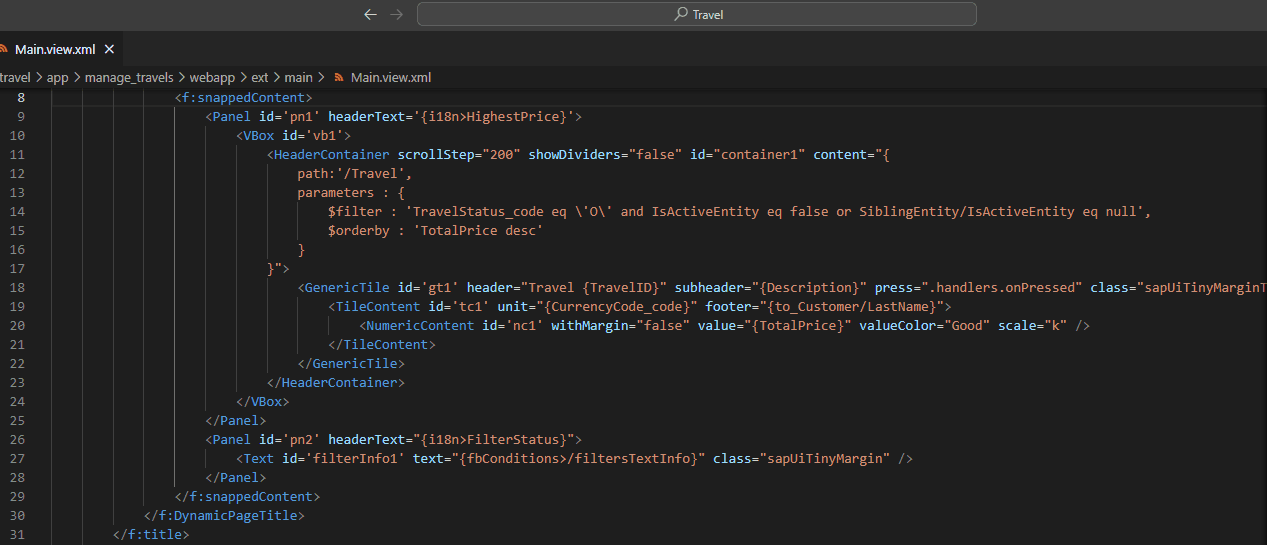 Travel
Main.view.xml
travel > app > manage_travels > webapp > ext > main > Main.view.xml
8 <f:snappedContent>
9 <Panel id='pn1' headerText='{i18n>HighestPrice}'>
10 <VBox id='vb1'>
11 <HeaderContainer scrollStep="200" showDividers="false" id="container1" content="{
12 path:'/Travel',
13 parameters : {
14 $filter : 'TravelStatus_code eq \'O\' and IsActiveEntity eq false or SiblingEntity/IsActiveEntity eq null',
15 $orderby : 'TotalPrice desc'
16 }
17 }">
18 <GenericTile id='gt1' header="Travel {TravelID}" subheader="{Description}" press=".handlers.onPressed" class="sapUiTinyMarginT
19 <TileContent id='tc1' unit="{CurrencyCode_code}" footer="{to_Customer/LastName}">
20 <NumericContent id='nc1' withMargin="false" value="{TotalPrice}" valueColor="Good" scale="k" />
21 </TileContent>
22 </GenericTile>
23 </HeaderContainer>
24 </VBox>
25 </Panel>
26 <Panel id='pn2' headerText="{i18n>FilterStatus}">
27 <Text id='filterInfo1' text="{fbConditions>/filtersTextInfo}" class="sapUiTinyMargin" />
28 </Panel>
29 </f:snappedContent>
30 </f:DynamicPageTitle>
31 </f:title>